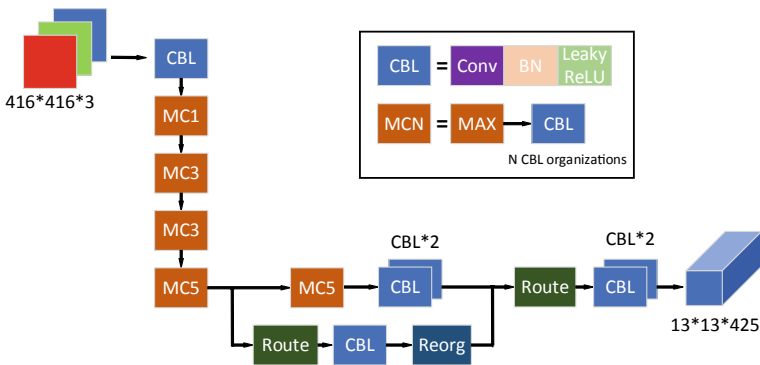 416*416*3
CBL
MC1
MC3
MC3
MC5
MC5
CBL*2
CBL
Route
CBL
Reorg
Route
CBL*2
CBL
13*13*425
CBL = Conv BN Leaky
ReLU
MCN = MAX CBL
N CBL organizations